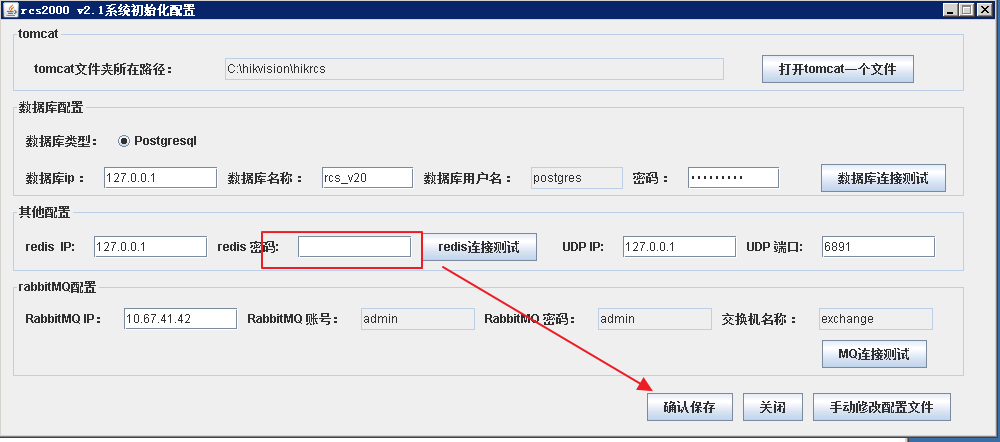 rcs2000 v2.1系统初始化配置
tomcat
tomcat文件夹所在路径： C:\hikvision\hikrcs 打开tomcat一个文件
数据库配置
数据库类型： Postgresql
数据库ip： 127.0.0.1 数据库名称： rcs_v20 数据库用户名： postgres 密码： ••••••••• 数据库连接测试
其他配置
redis IP: 127.0.0.1 redis 密码: redis连接测试 UDP IP: 127.0.0.1 UDP 端口: 6891
rabbitMQ配置
RabbitMQ IP： 10.67.41.42 RabbitMQ 账号： admin RabbitMQ 密码： admin 交换机名称： exchange
MQ连接测试
确认保存 关闭 手动修改配置文件